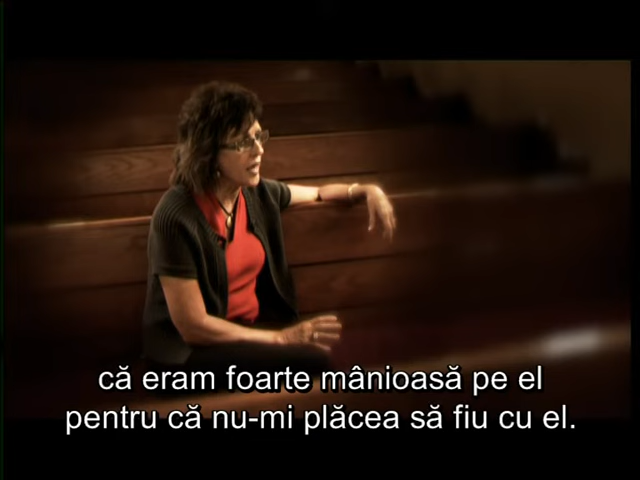 că eram foarte mânioasă pe el
pentru că nu-mi plăcea să fiu cu el.